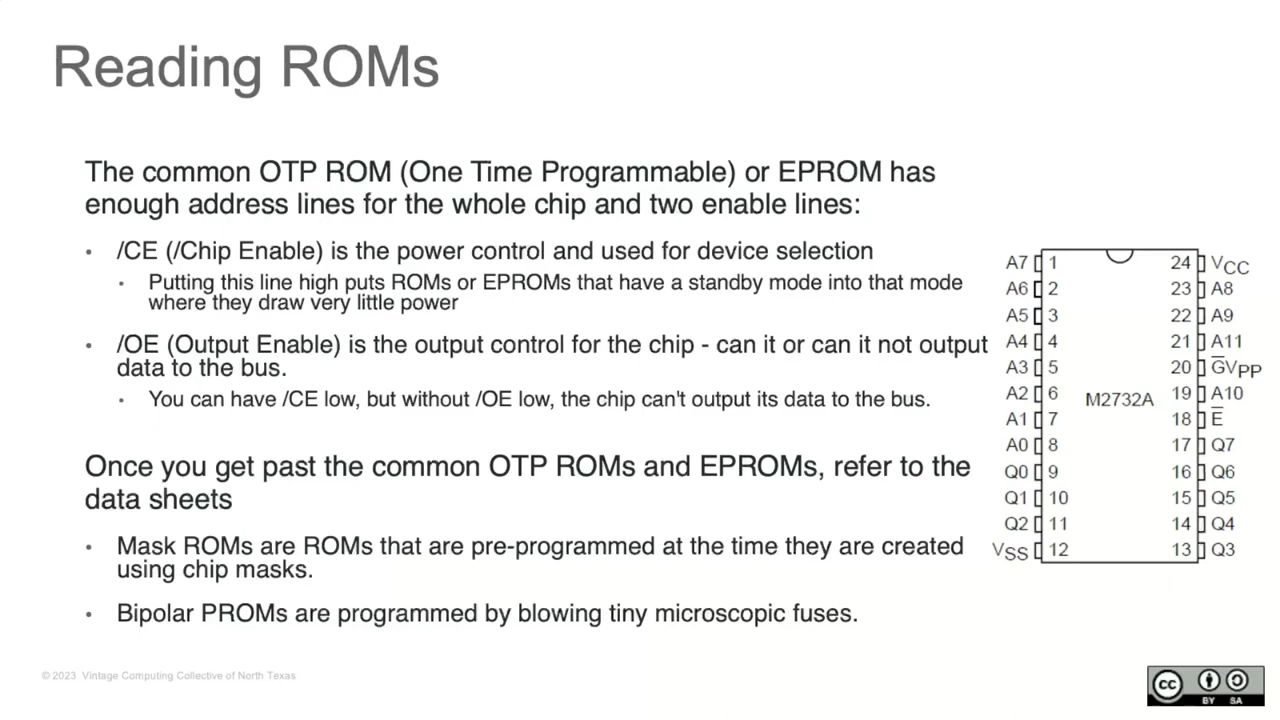 Reading ROMs
The common OTP ROM (One Time Programmable) or EPROM has
enough address lines for the whole chip and two enable lines:
• /CE (/Chip Enable) is the power control and used for device selection
• Putting this line high puts ROMs or EPROMs that have a standby mode into that mode
where they draw very little power
• /OE (Output Enable) is the output control for the chip - can it or can it not output
data to the bus.
• You can have /CE low, but without /OE low, the chip can't output its data to the bus.
Once you get past the common OTP ROMs and EPROMs, refer to the
data sheets
• Mask ROMs are ROMs that are pre-programmed at the time they are created
using chip masks.
• Bipolar PROMs are programmed by blowing tiny microscopic fuses.
A7 1 24 VCC
A6 2 23 A8
A5 3 22 A9
A4 4 21 A11
A3 5 20 G̅VPP
A2 6 M2732A 19 A10
A1 7 18 E̅
A0 8 17 Q7
Q0 9 16 Q6
Q1 10 15 Q5
Q2 11 14 Q4
VSS 12 13 Q3
© 2023 Vintage Computing Collective of North Texas
cc BY SA